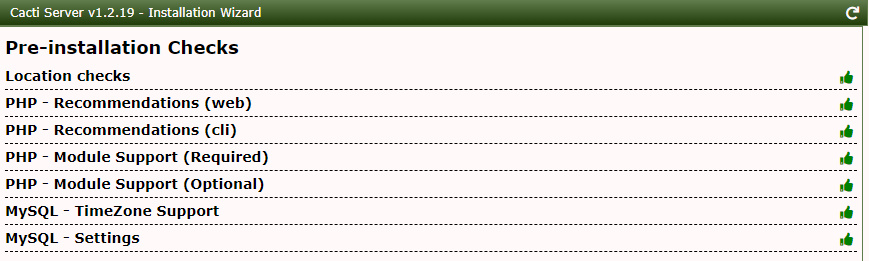 Cacti Server v1.2.19 - Installation Wizard
Pre-installation Checks
Location checks
PHP - Recommendations (web)
PHP - Recommendations (cli)
PHP - Module Support (Required)
PHP - Module Support (Optional)
MySQL - TimeZone Support
MySQL - Settings